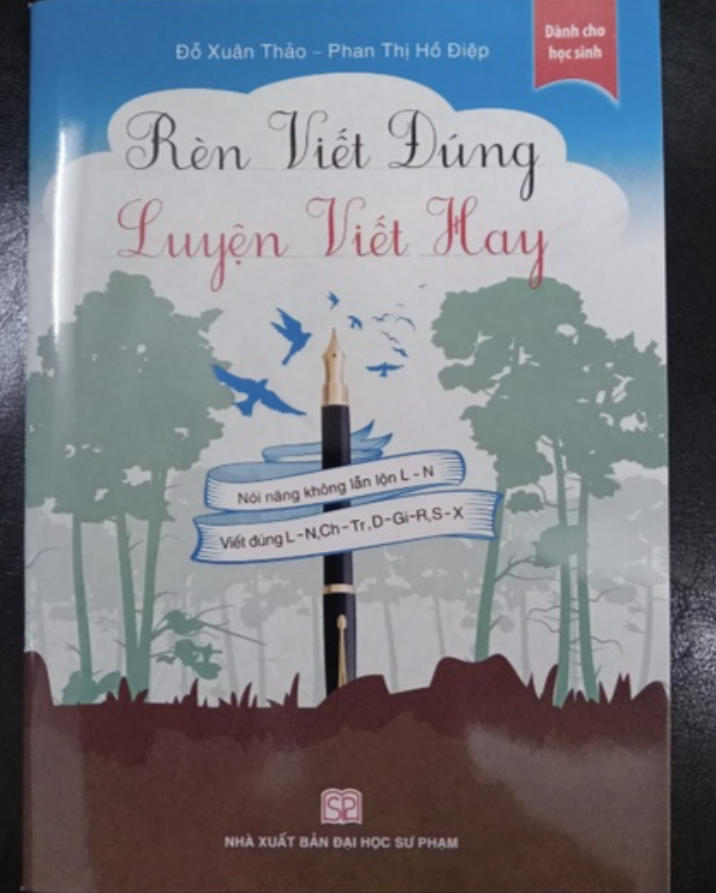 Đỗ Xuân Thảo – Phan Thị Hồ Điệp
Dành cho
học sinh
Rèn Viết Đúng
Luyện Viết Hay
Nói năng không lẫn lộn L - N
Viết đúng L - N, Ch - Tr, D - Gi - R, S - X
SP
NHÀ XUẤT BẢN ĐẠI HỌC SƯ PHẠM